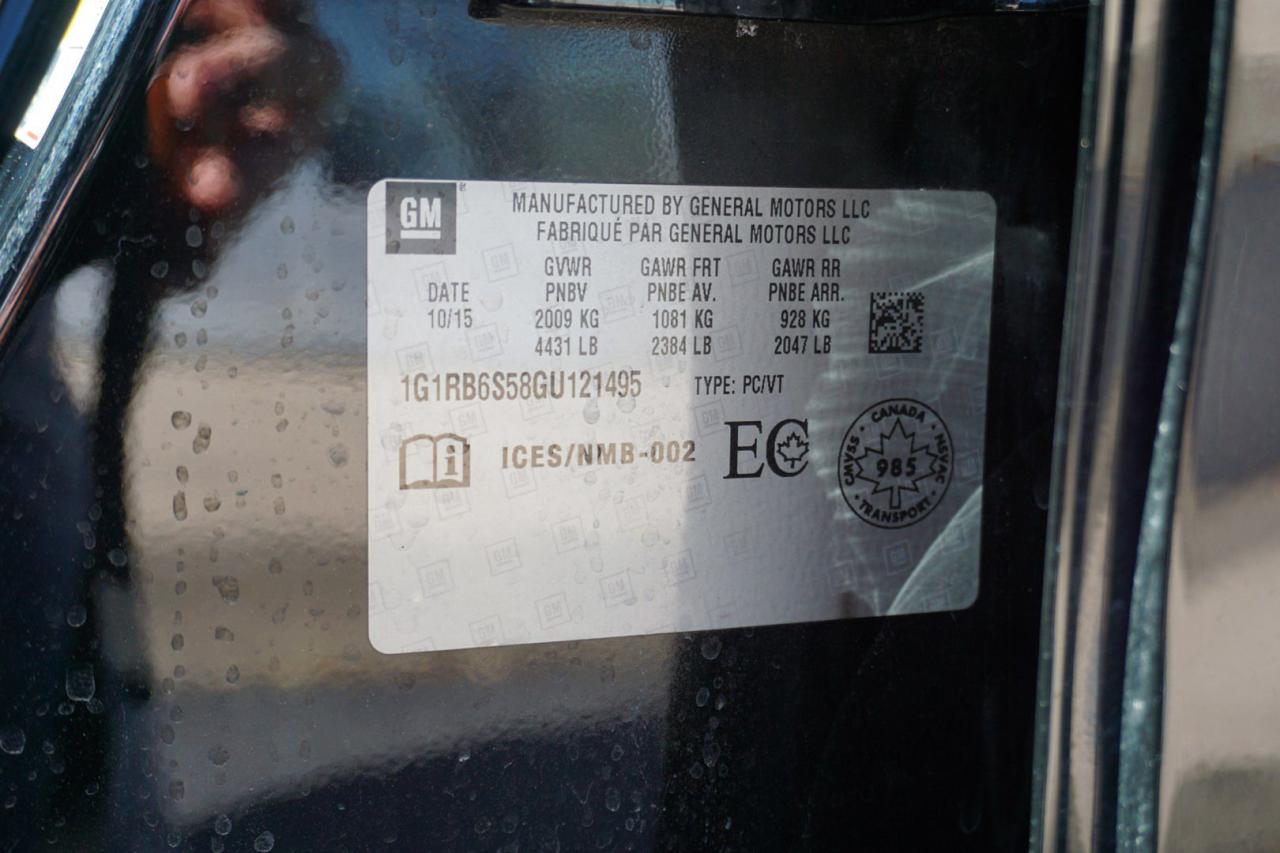 GM
MANUFACTURED BY GENERAL MOTORS LLC
FABRIQUÉ PAR GENERAL MOTORS LLC
GVWR GAWR FRT GAWR RR
DATE PNBV PNBE AV. PNBE ARR.
10/15 2009 KG 1081 KG 928 KG
4431 LB 2384 LB 2047 LB
1G1RB6S58GU121495 TYPE: PC/VT
i ICES/NMB-002 EC
CANADA
CMVSS 985 NSVAC
TRANSPORT